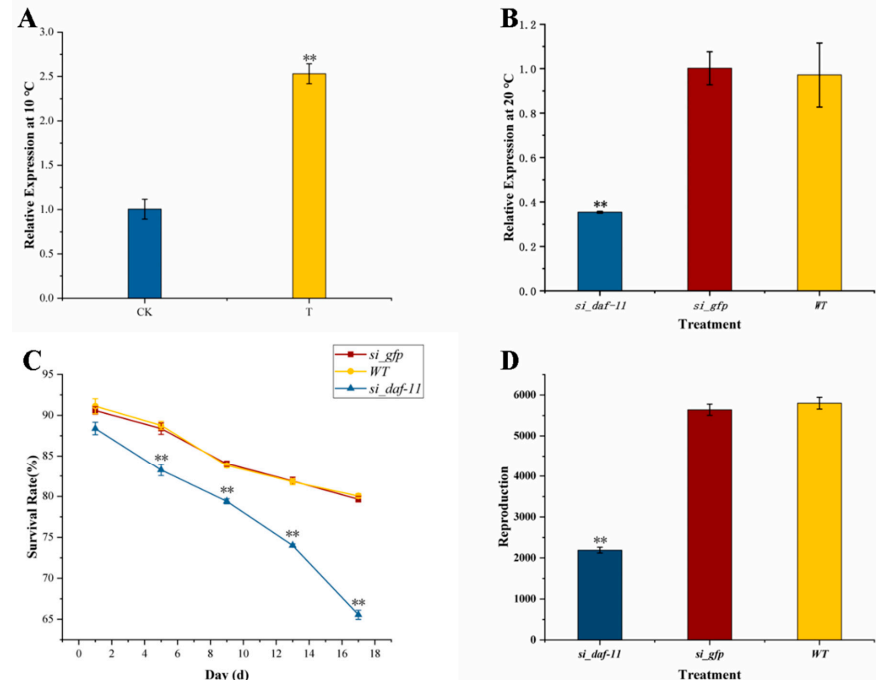 A
Relative Expression at 10 °C
3.0
2.5
2.0
1.5
1.0
0.5
0.0
**
CK
T
B
Relative Expression at 20 °C
1.2
1.0
0.8
0.6
0.4
0.2
0.0
**
si_daf-11
si_gfp
WT
Treatment
C
Survival Rate(%)
95
90
85
80
75
70
65
si_gfp
WT
si_daf-11
**
**
**
**
0 2 4 6 8 10 12 14 16 18
Day (d)
D
Reproduction
6000
5000
4000
3000
2000
1000
0
**
si_daf-11
si_gfp
WT
Treatment